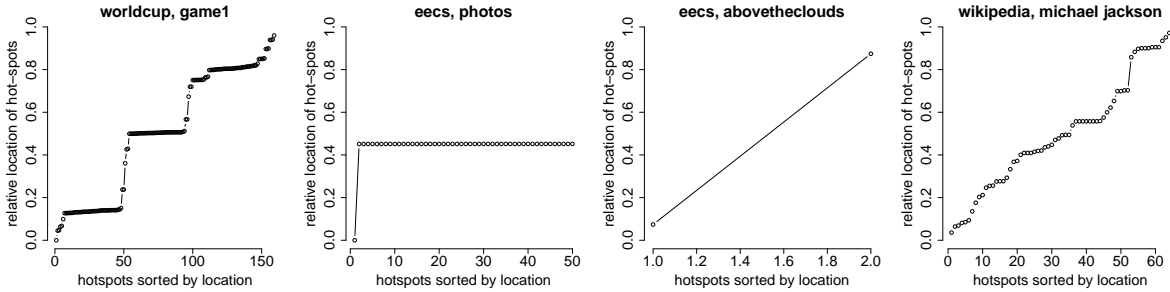 worldcup, game1
relative location of hot−spots
0.0 0.2 0.4 0.6 0.8 1.0
0 50 100 150
hotspots sorted by location
eecs, photos
relative location of hot−spots
0.0 0.2 0.4 0.6 0.8 1.0
0 10 20 30 40 50
hotspots sorted by location
eecs, abovetheclouds
relative location of hot−spots
0.0 0.2 0.4 0.6 0.8 1.0
1.0 1.2 1.4 1.6 1.8 2.0
hotspots sorted by location
wikipedia, michael jackson
relative location of hot−spots
0.0 0.2 0.4 0.6 0.8 1.0
0 10 20 30 40 50 60
hotspots sorted by location